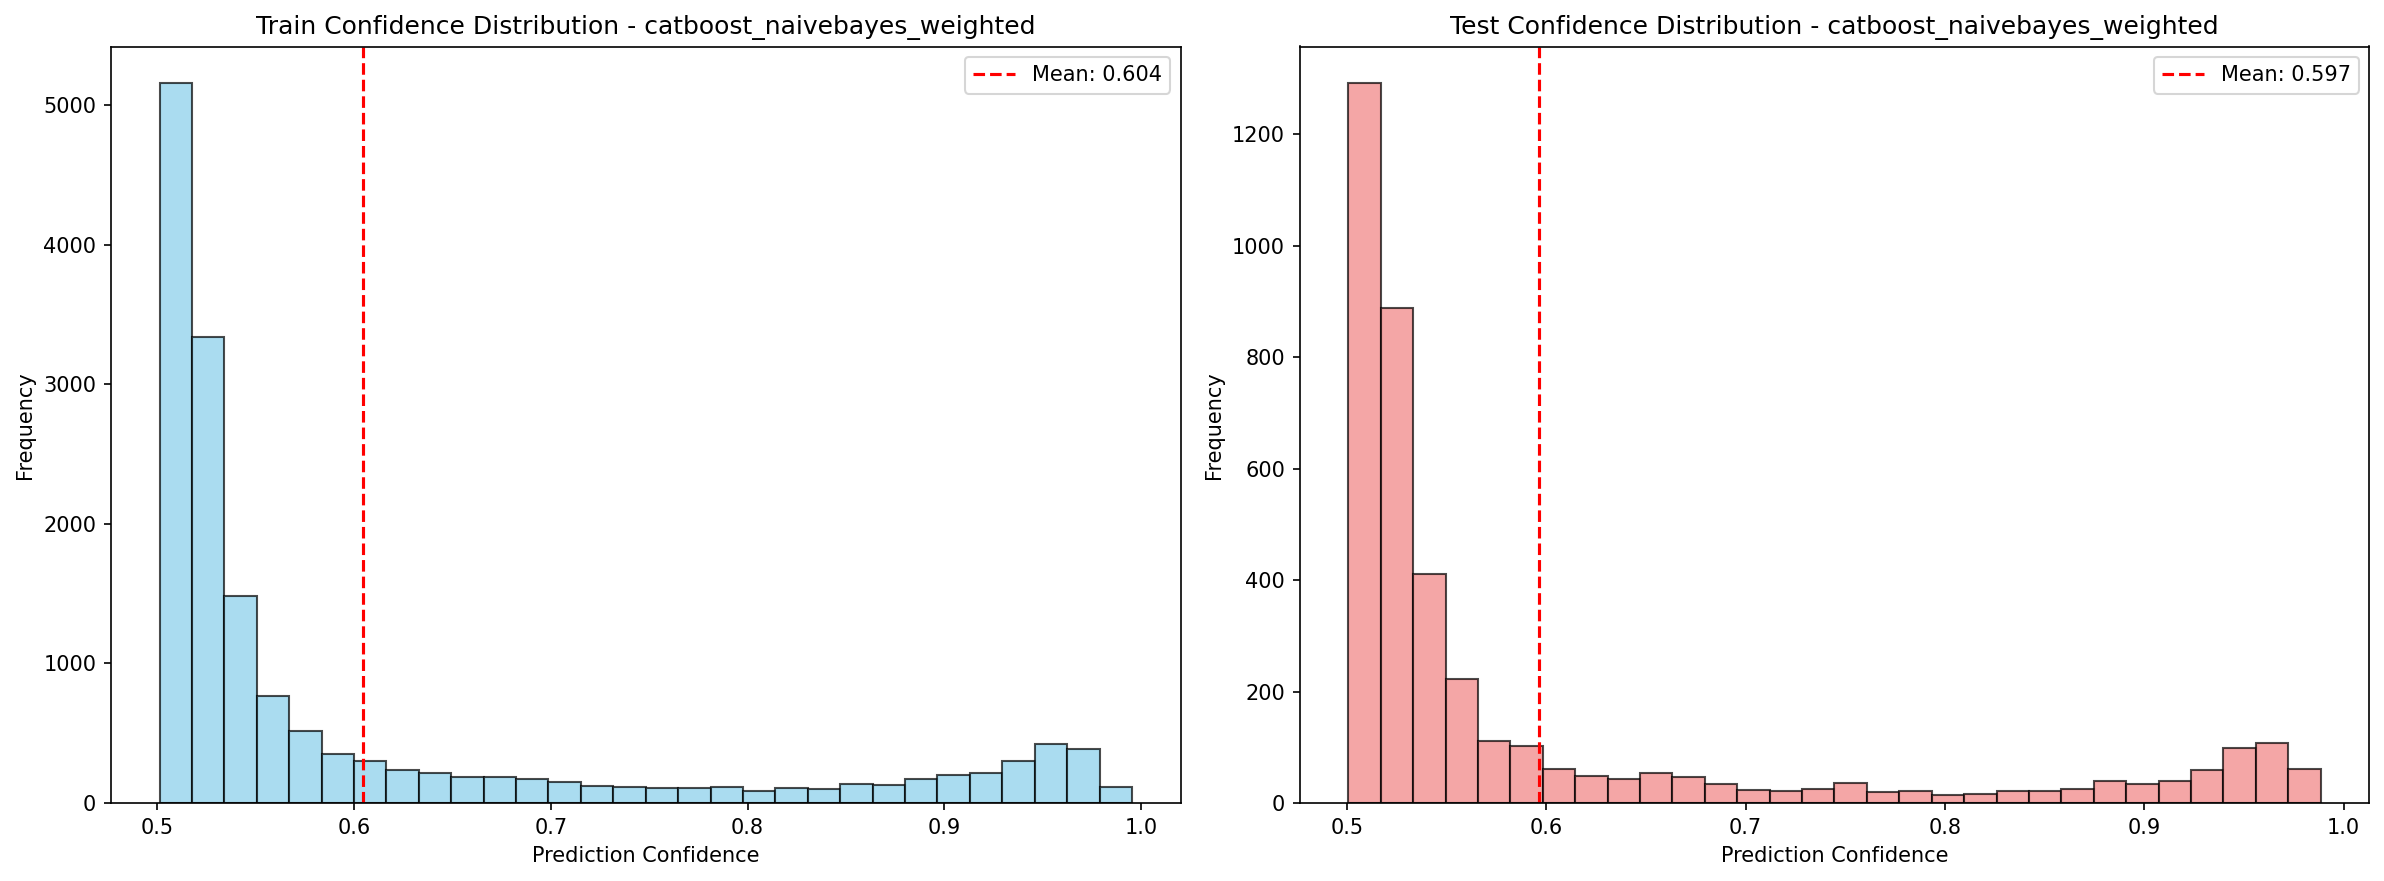 Train Confidence Distribution - catboost_naivebayes_weighted
Mean: 0.604
5000
4000
3000
2000
1000
0
Frequency
0.5 0.6 0.7 0.8 0.9 1.0
Prediction Confidence
Test Confidence Distribution - catboost_naivebayes_weighted
Mean: 0.597
1200
1000
800
600
400
200
0
Frequency
0.5 0.6 0.7 0.8 0.9 1.0
Prediction Confidence